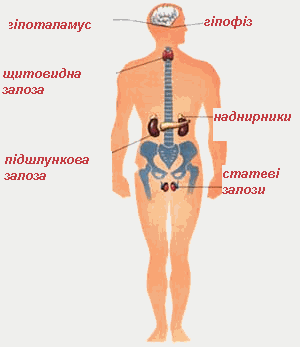 гіпоталамус
гіпофіз
щитовидна
залоза
наднирники
підшлункова
залоза
статеві
залози